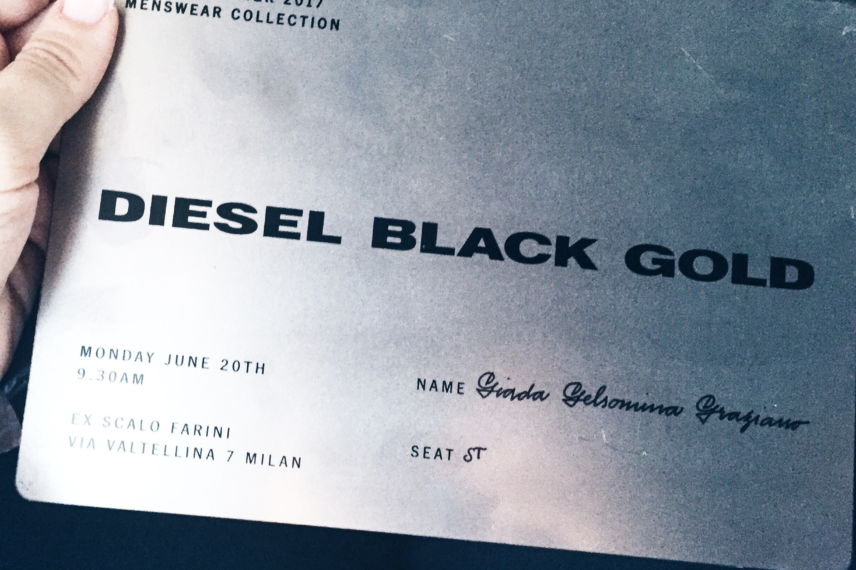 2017
MENSWEAR COLLECTION
DIESEL BLACK GOLD
MONDAY JUNE 20TH
9.30AM
EX SCALO FARINI
VIA VALTELLINA 7 MILAN
NAME Giada Gelsomina Graziano
SEAT ST